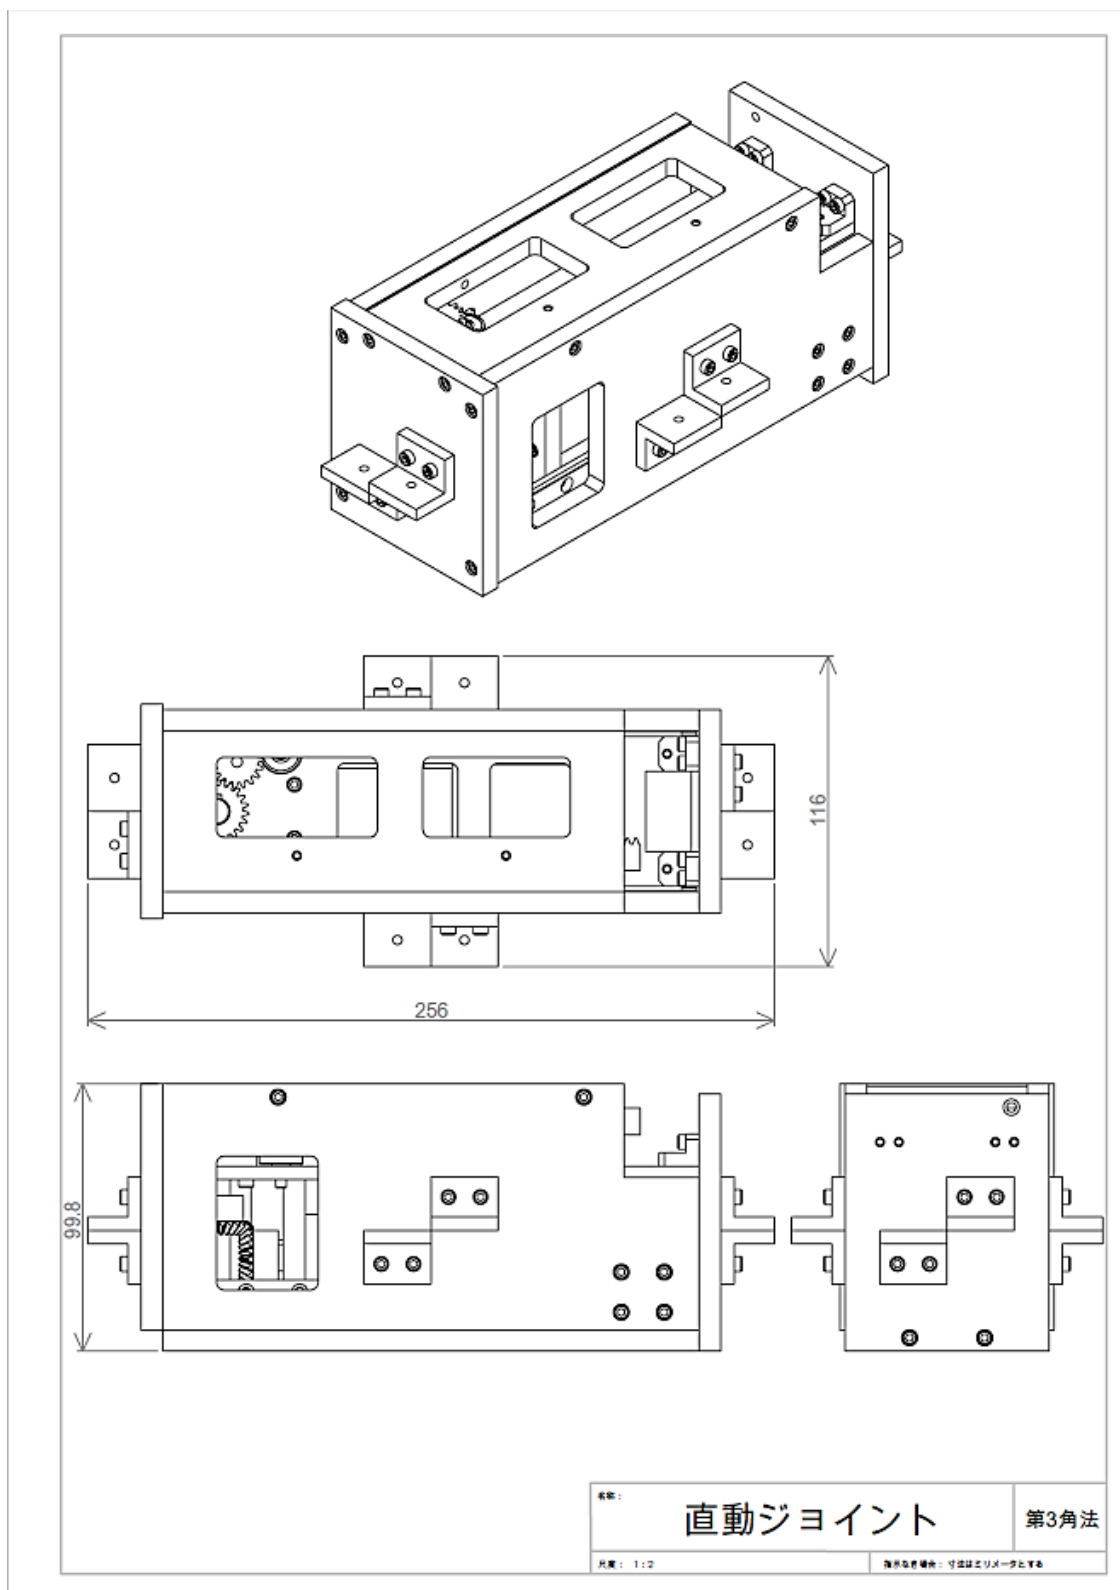 116
256
99.8
名称:
直動ジョイント
第3角法
尺度: 1:2
指示なき場合: 寸法はミリメータとする